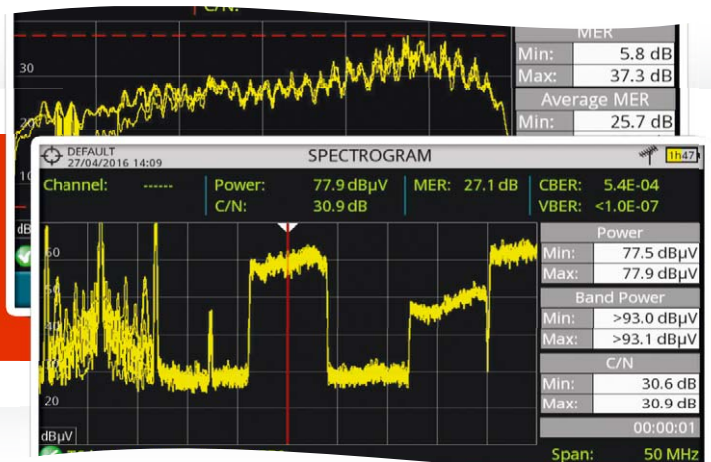 C/N:
MER
Min: 5.8 dB
Max: 37.3 dB
Average MER
Min: 25.7 dB
30
20
10
dB
DEFAULT
27/04/2016 14:09
SPECTROGRAM
1h47
Channel: ------ Power: 77.9 dBµV MER: 27.1 dB CBER: 5.4E-04
C/N: 30.9 dB VBER: <1.0E-07
Power
Min: 77.5 dBµV
Max: 77.9 dBµV
Band Power
Min: >93.0 dBµV
Max: >93.1 dBµV
C/N
Min: 30.6 dB
Max: 30.9 dB
00:00:01
60
50
40
30
20
dBµV
Span: 50 MHz